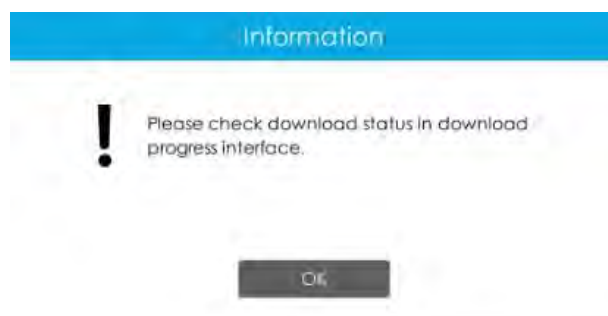 Information
Please check download status in download
progress interface.
OK